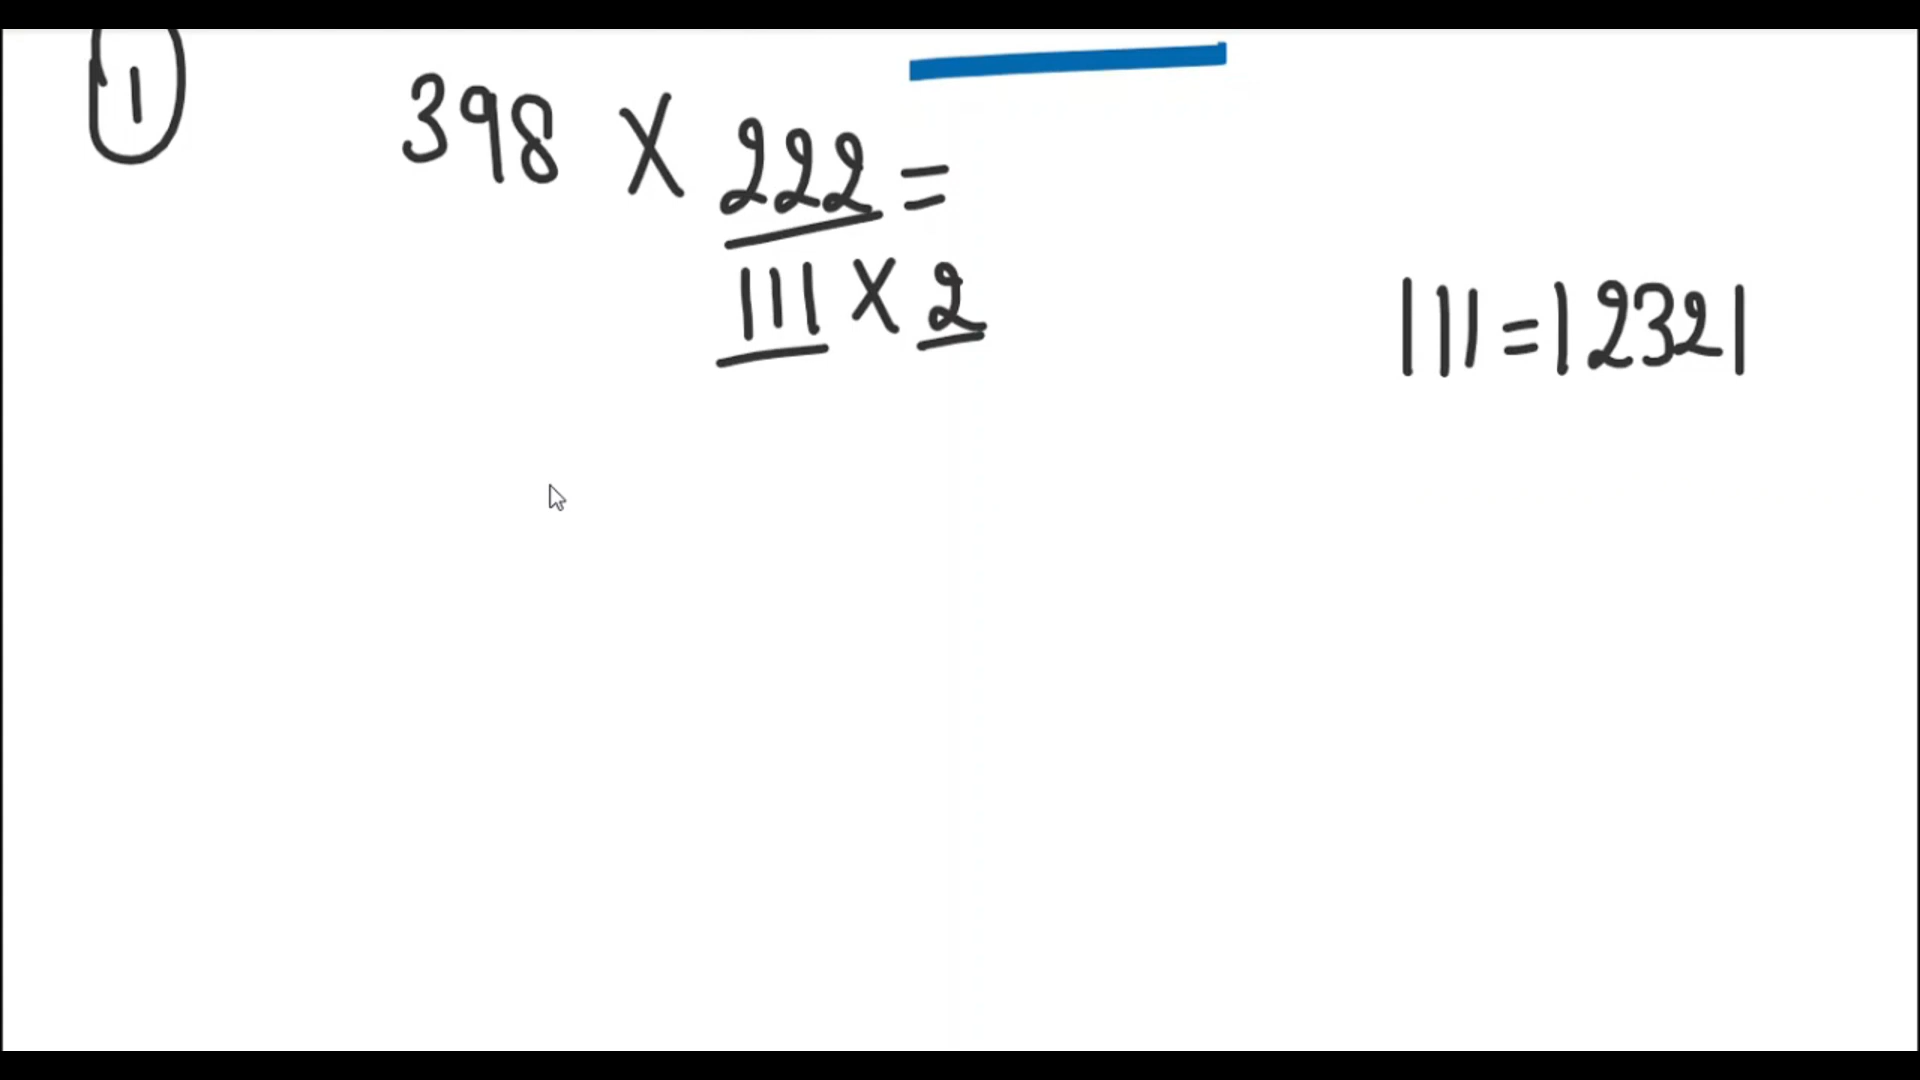 1
398 X 222 =
111 X 2
111 = 12321